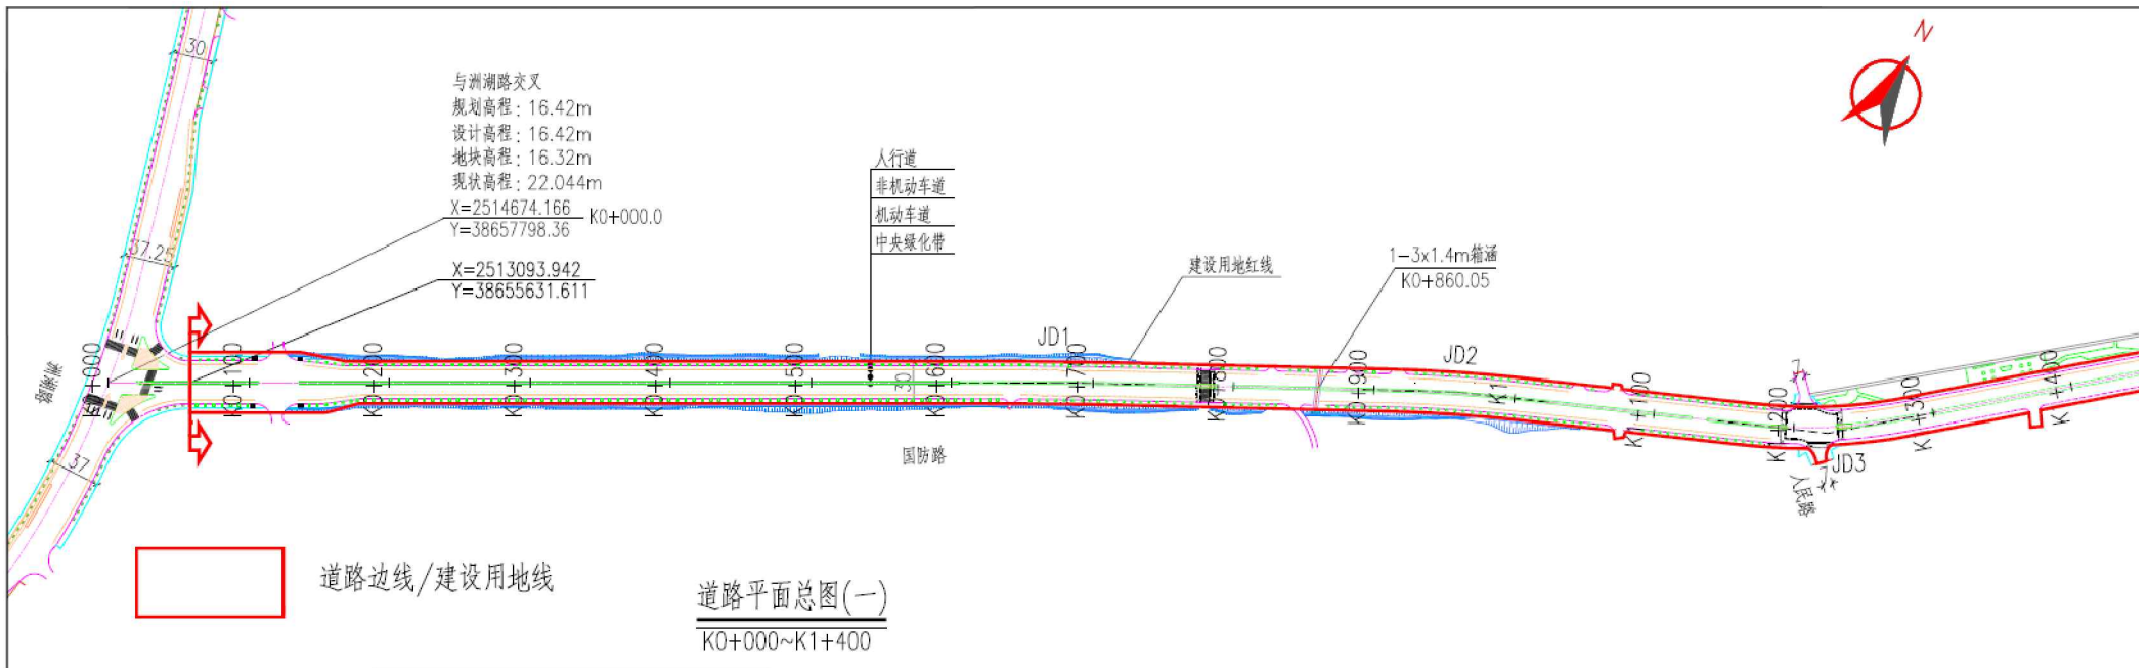 N
30
与洲湖路交叉
规划高程：16.42m
设计高程：16.42m
地块高程：16.32m
现状高程：22.044m
X=2514674.166
Y=38657798.36
K0+000.0
X=2513093.942
Y=38655631.611
人行道
非机动车道
机动车道
中央绿化带
建设用地红线
1-3x1.4m箱涵
K0+860.05
37.25
JD1
JD2
JD3
K0+000
K0+100
K0+200
K0+300
K0+400
K0+500
K0+600
K0+700
K0+800
K0+900
K1
K1+100
K1+200
K +300
K +400
30
37
国防路
人民路
道路边线/建设用地线
道路平面总图(一)
K0+000~K1+400